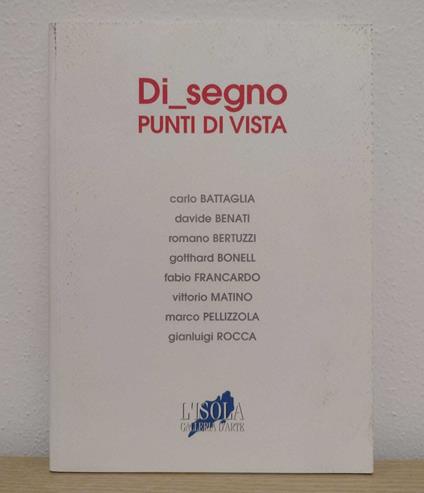 Di_segno
PUNTI DI VISTA
carlo BATTAGLIA
davide BENATI
romano BERTUZZI
gotthard BONELL
fabio FRANCARDO
vittorio MATINO
marco PELLIZZOLA
gianluigi ROCCA
L'ISOLA
GALLERIA D'ARTE